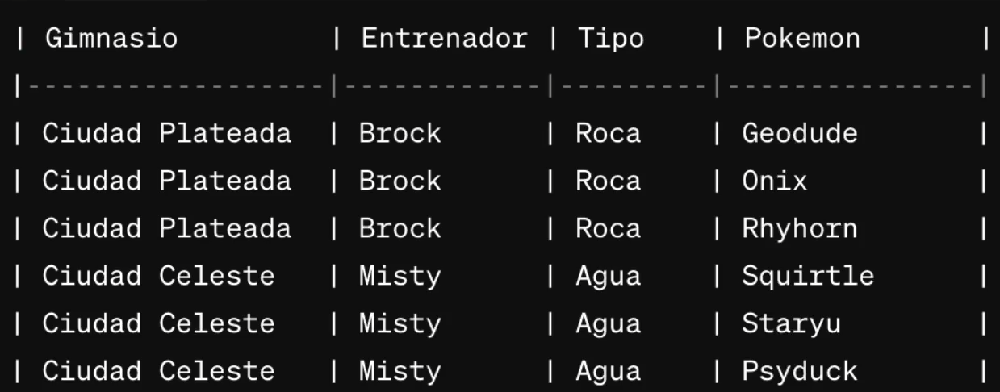 | Gimnasio         | Entrenador | Tipo    | Pokemon       |
|------------------|------------|---------|---------------|
| Ciudad Plateada  | Brock      | Roca    | Geodude       |
| Ciudad Plateada  | Brock      | Roca    | Onix          |
| Ciudad Plateada  | Brock      | Roca    | Rhyhorn       |
| Ciudad Celeste   | Misty      | Agua    | Squirtle      |
| Ciudad Celeste   | Misty      | Agua    | Staryu        |
| Ciudad Celeste   | Misty      | Agua    | Psyduck       |